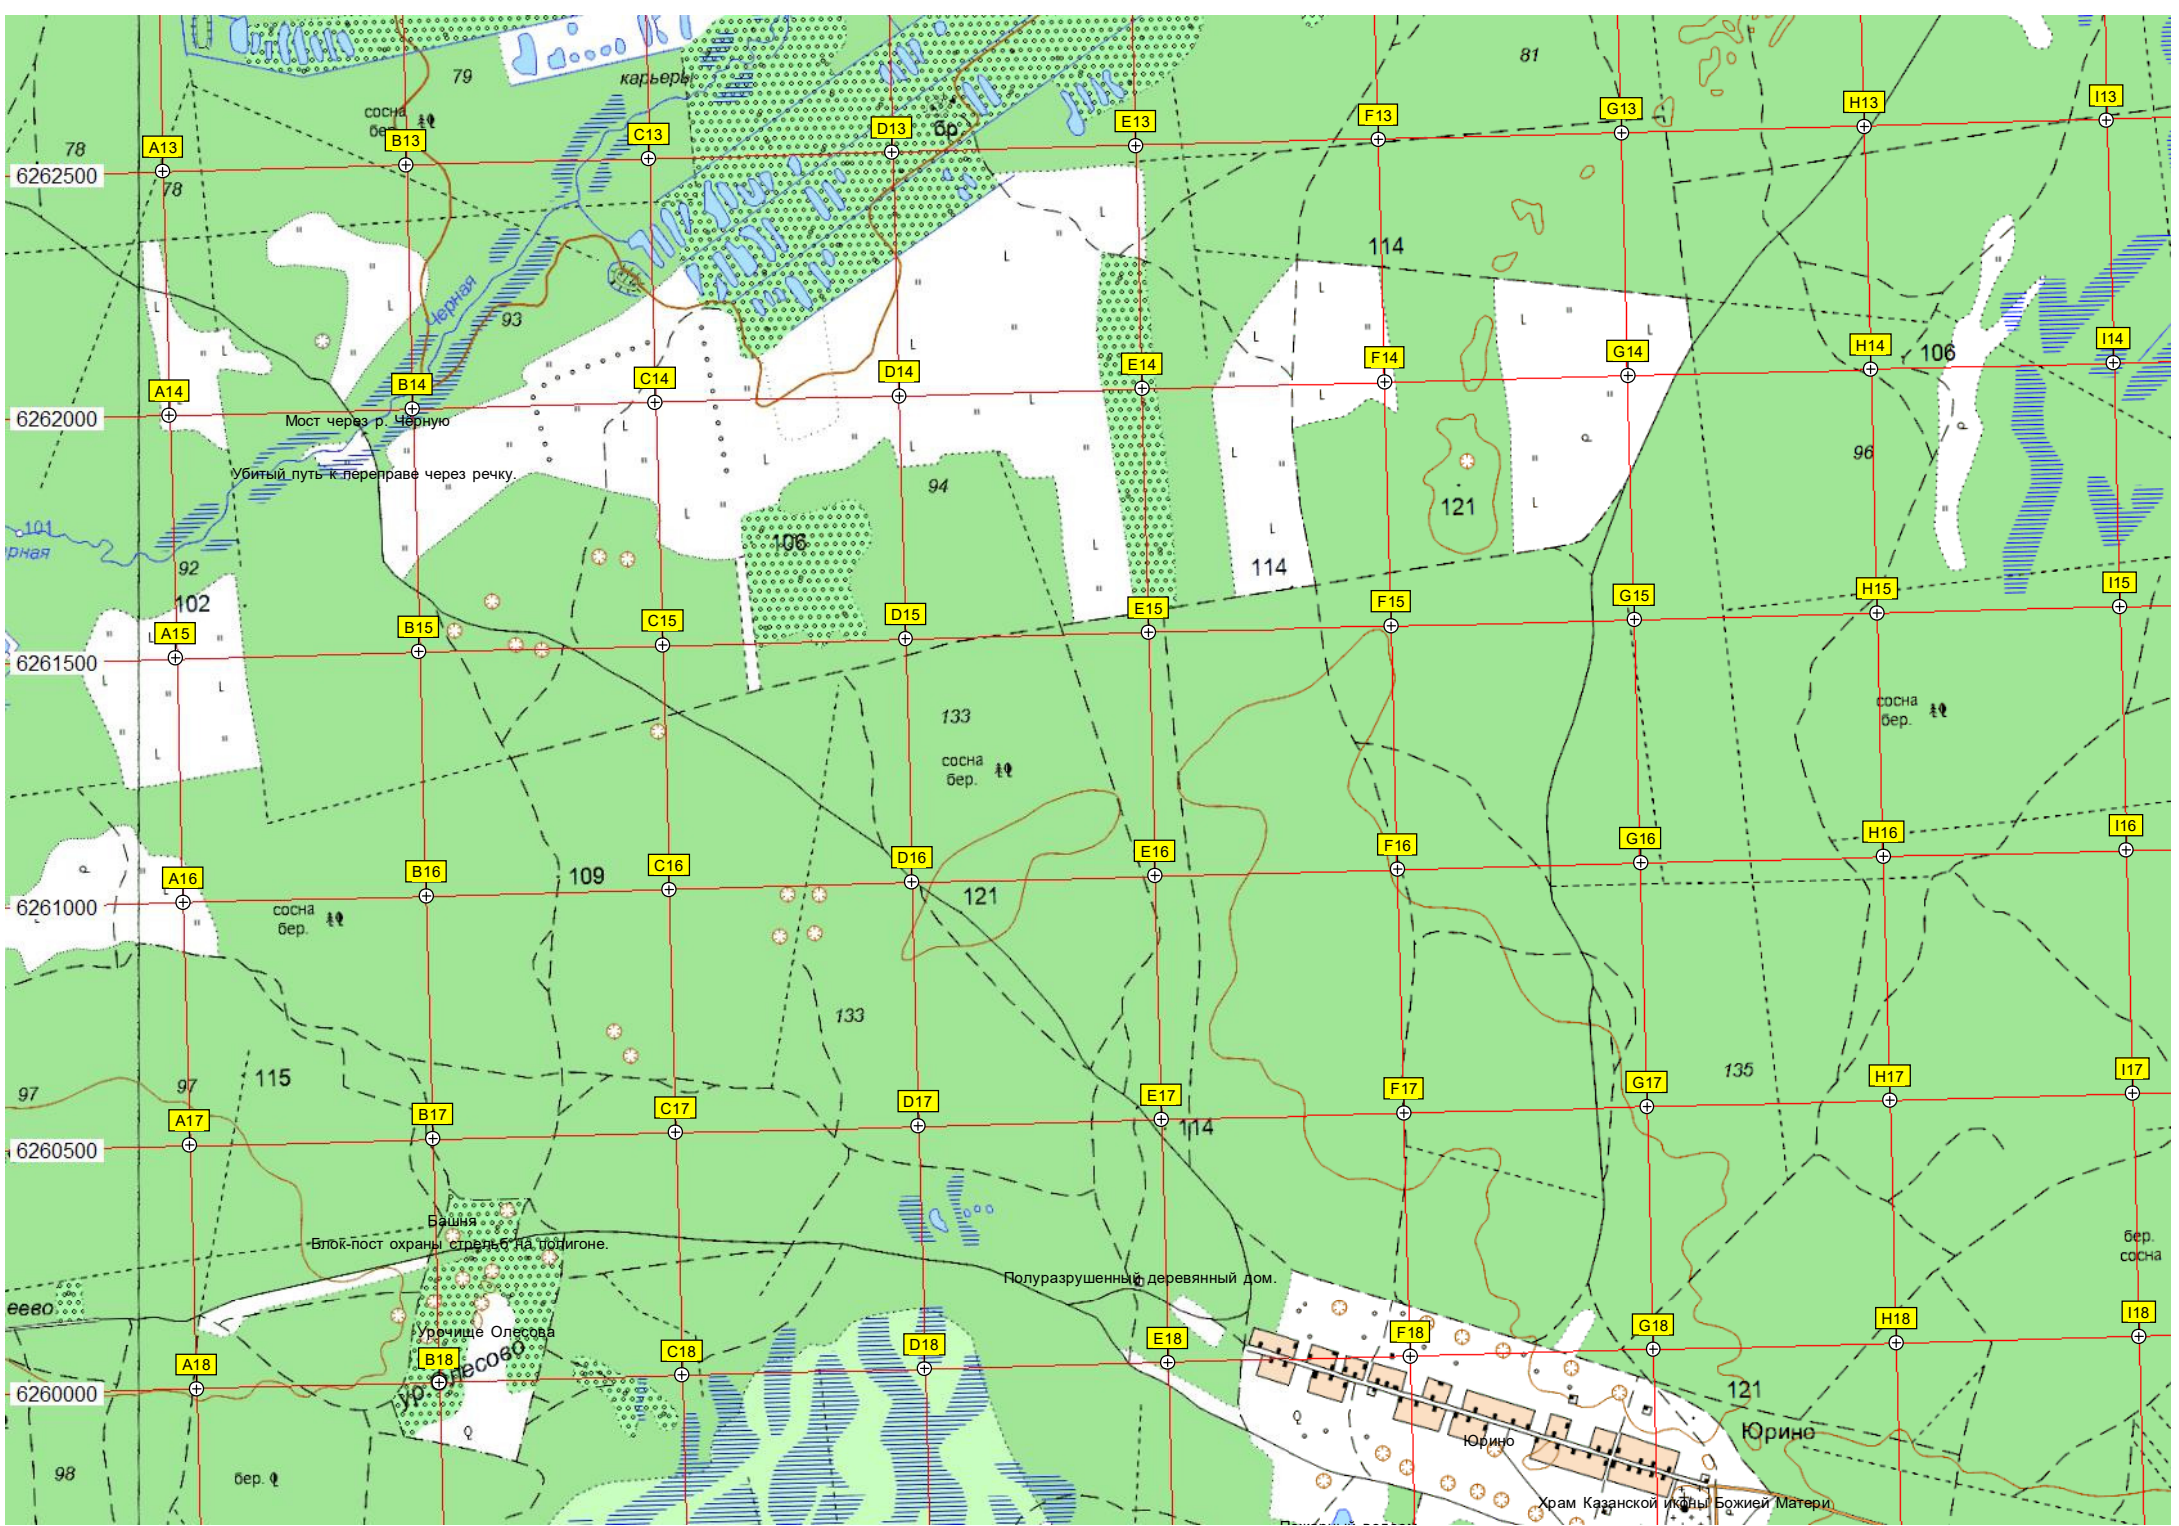 81
79
карьеры
сосна
бер.
бр.
A13
B13
C13
D13
E13
F13
G13
H13
I13
78
6262500
78
114
Черная
93
A14
B14
C14
D14
E14
F14
G14
H14
I14
106
6262000
Мост через р. Черную
Убитый путь к переправе через речку.
94
96
121
101
106
92
114
102
A15
B15
C15
D15
E15
F15
G15
H15
I15
6261500
133
сосна
бер.
сосна
бер.
A16
B16
C16
D16
E16
F16
G16
H16
I16
109
121
6261000
сосна
бер.
133
115
97
97
135
A17
B17
C17
D17
E17
F17
G17
H17
I17
114
6260500
Башня
Блок-пост охраны стрельб на полигоне.
Полуразрушенный деревянный дом.
бер.
сосна
еево
Урочище Олесова
ур. Олесово
A18
B18
C18
D18
E18
F18
G18
H18
I18
6260000
121
Юрино
Юрино
98
бер.
Храм Казанской иконы Божией Матери